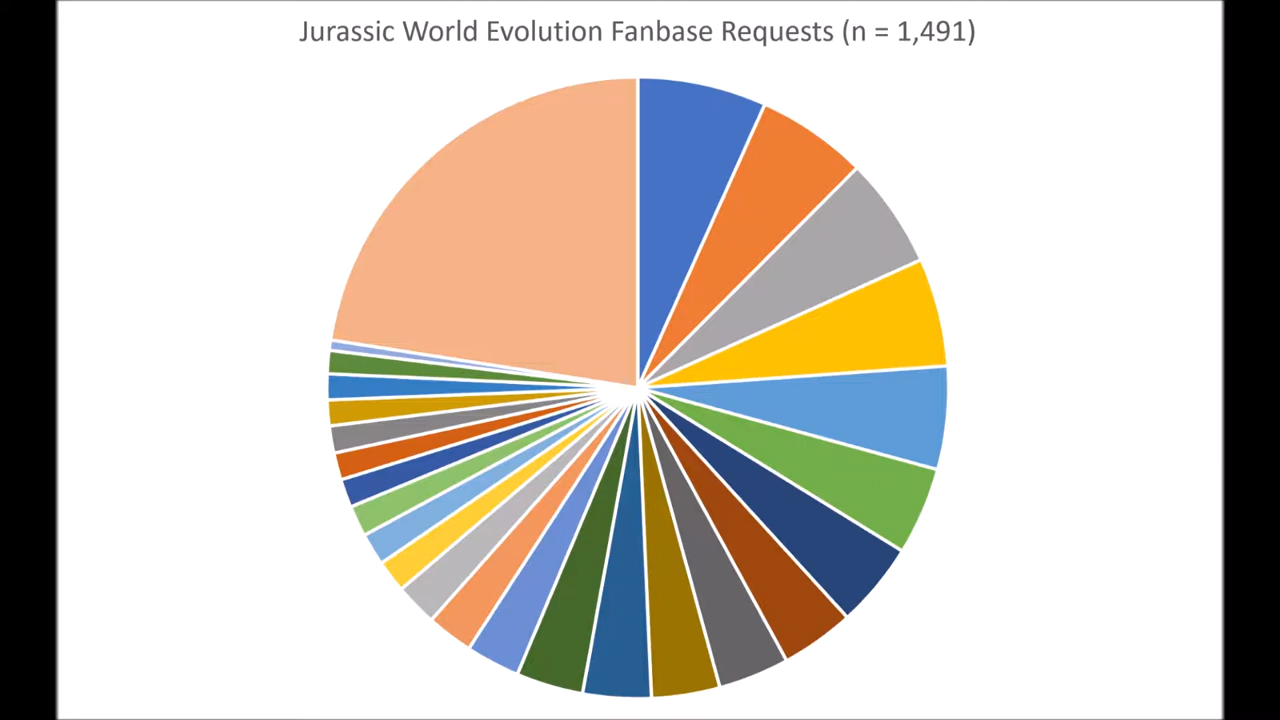 Jurassic World Evolution Fanbase Requests (n = 1,491)